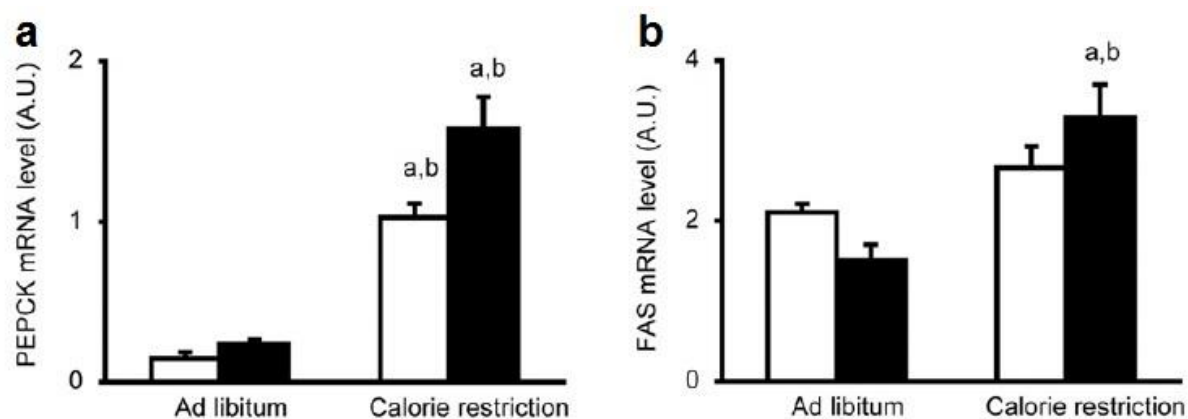 a
PEPCK mRNA level (A.U.)
2
1
0
a,b
a,b
Ad libitum
Calorie restriction
b
FAS mRNA level (A.U.)
4
2
0
a,b
Ad libitum
Calorie restriction